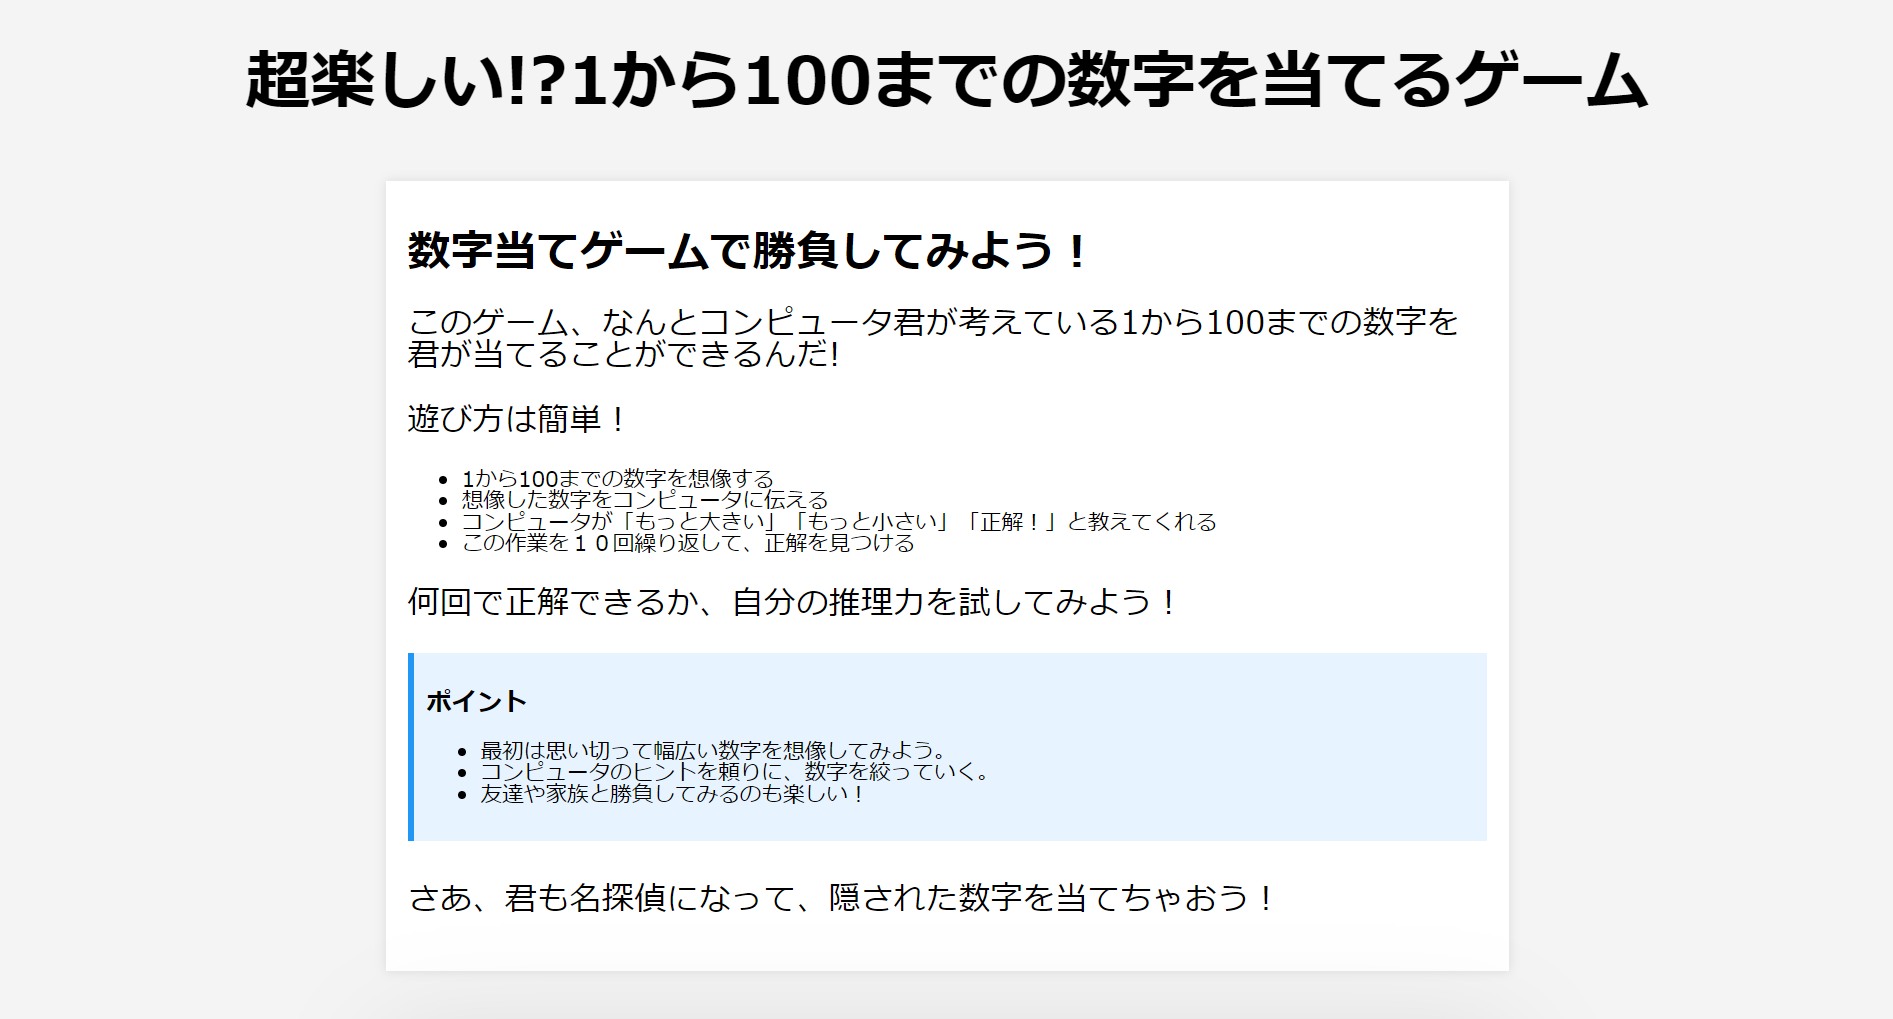 超楽しい!?1から100までの数字を当てるゲーム
数字当てゲームで勝負してみよう！
このゲーム、なんとコンピュータ君が考えている1から100までの数字を
君が当てることができるんだ!
遊び方は簡単！
1から100までの数字を想像する
想像した数字をコンピュータに伝える
コンピュータが「もっと大きい」「もっと小さい」「正解！」と教えてくれる
この作業を１０回繰り返して、正解を見つける
何回で正解できるか、自分の推理力を試してみよう！
ポイント
最初は思い切って幅広い数字を想像してみよう。
コンピュータのヒントを頼りに、数字を絞っていく。
友達や家族と勝負してみるのも楽しい！
さあ、君も名探偵になって、隠された数字を当てちゃおう！